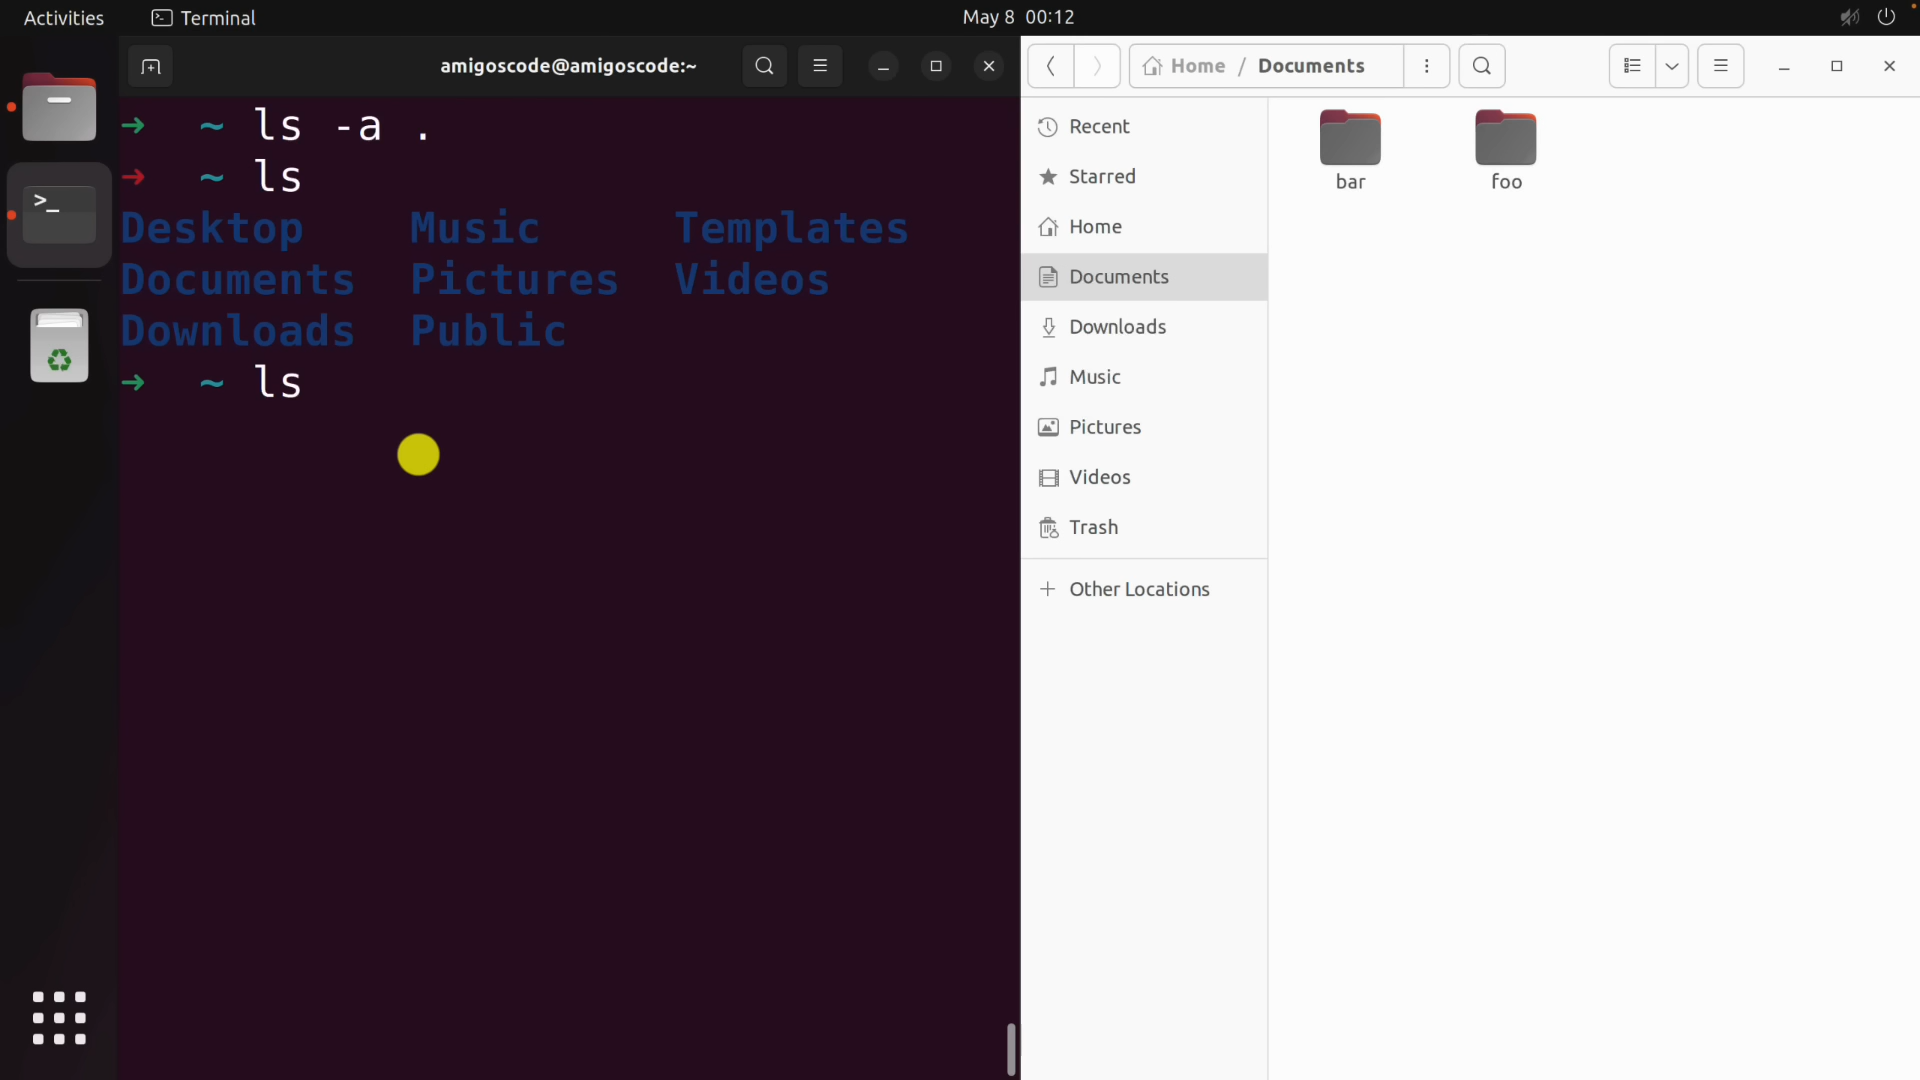 Activities
Terminal
May 8 00:12
amigoscode@amigoscode:~
➜ ~ ls -a .
➜ ~ ls
Desktop Music Templates
Documents Pictures Videos
Downloads Public
➜ ~ ls
>_
Home / Documents
Recent
Starred
Home
Documents
Downloads
Music
Pictures
Videos
Trash
+ Other Locations
bar
foo